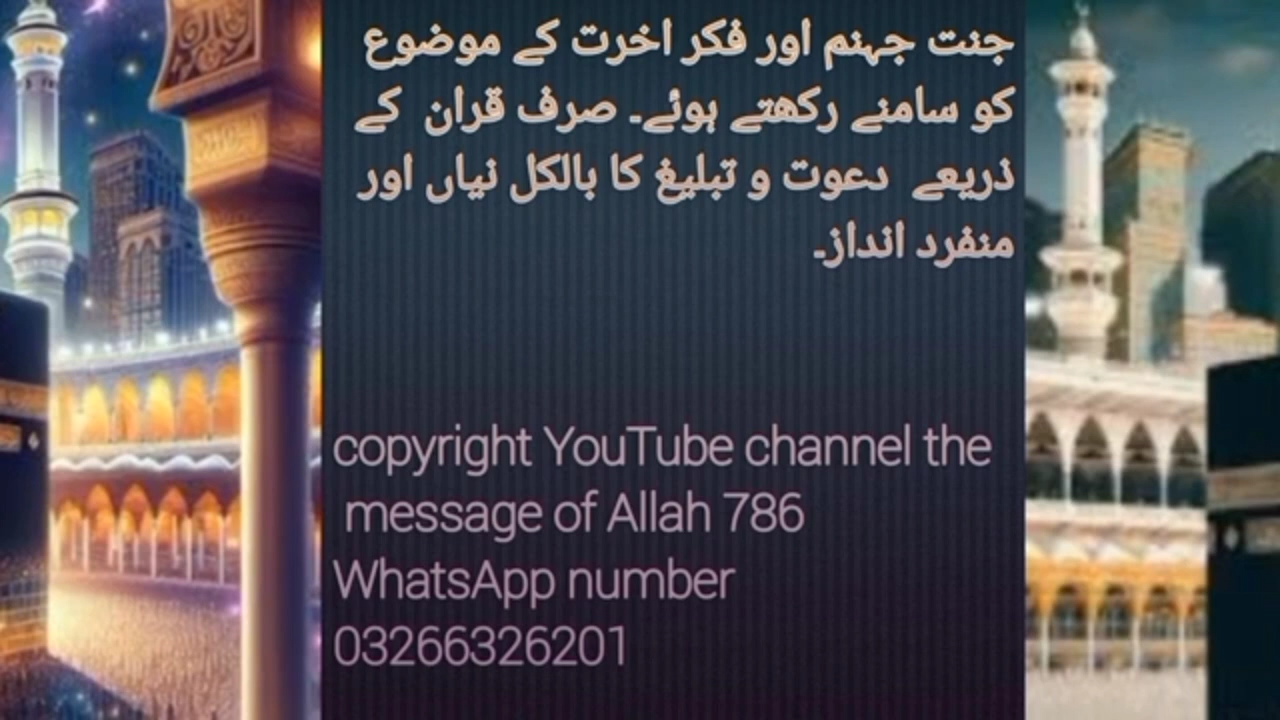 جنت جہنم اور فکر اخرت کے موضوع
کو سامنے رکھتے ہوئے۔ صرف قران کے
ذریعے دعوت و تبلیغ کا بالکل نیاں اور
منفرد انداز۔
copyright YouTube channel the
message of Allah 786
WhatsApp number
03266326201